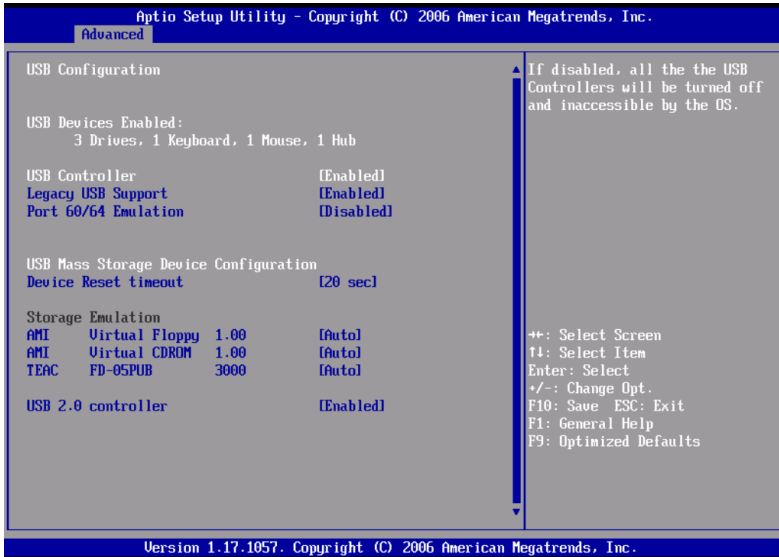 Aptio Setup Utility - Copyright (C) 2006 American Megatrends, Inc.
Advanced
USB Configuration
USB Devices Enabled:
3 Drives, 1 Keyboard, 1 Mouse, 1 Hub
USB Controller [Enabled]
Legacy USB Support [Enabled]
Port 60/64 Emulation [Disabled]
USB Mass Storage Device Configuration
Device Reset timeout [20 sec]
Storage Emulation
AMI Virtual Floppy 1.00 [Auto]
AMI Virtual CDROM 1.00 [Auto]
TEAC FD-05PUB 3000 [Auto]
USB 2.0 controller [Enabled]
If disabled, all the the USB
Controllers will be turned off
and inaccessible by the OS.
→←: Select Screen
↑↓: Select Item
Enter: Select
+/-: Change Opt.
F10: Save ESC: Exit
F1: General Help
F9: Optimized Defaults
Version 1.17.1057. Copyright (C) 2006 American Megatrends, Inc.